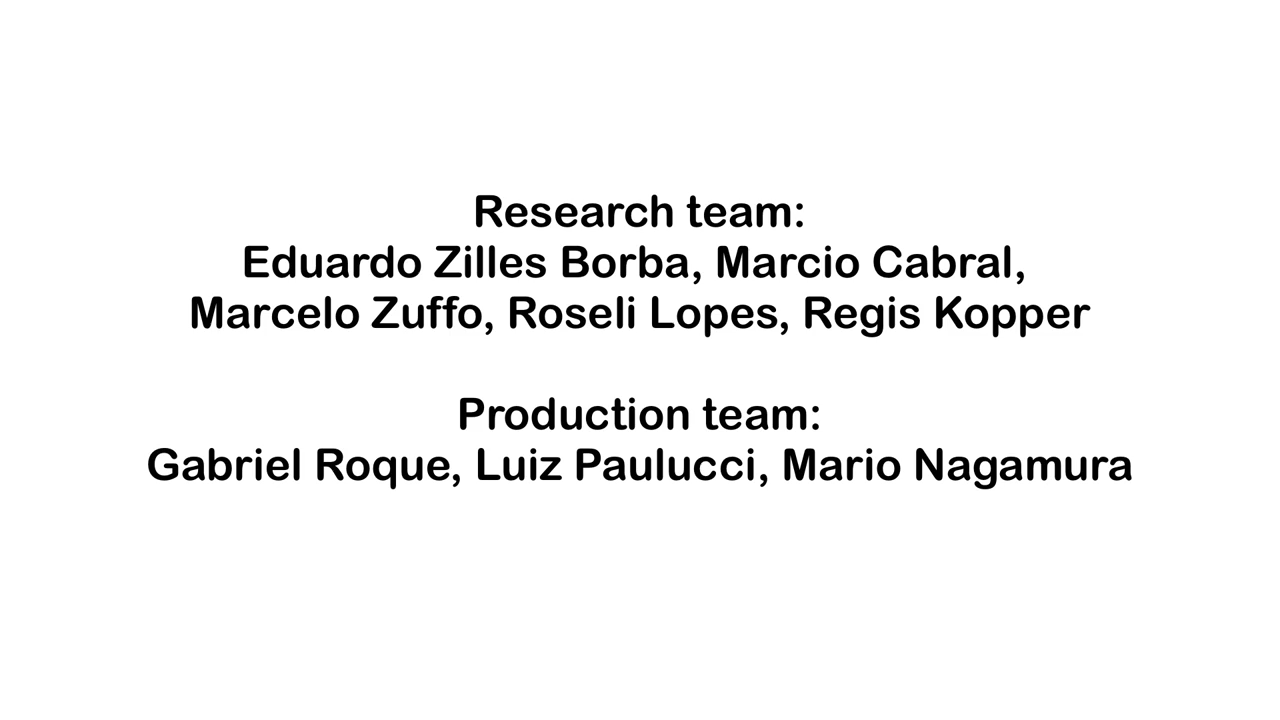 Research team:
Eduardo Zilles Borba, Marcio Cabral,
Marcelo Zuffo, Roseli Lopes, Regis Kopper
Production team:
Gabriel Roque, Luiz Paulucci, Mario Nagamura